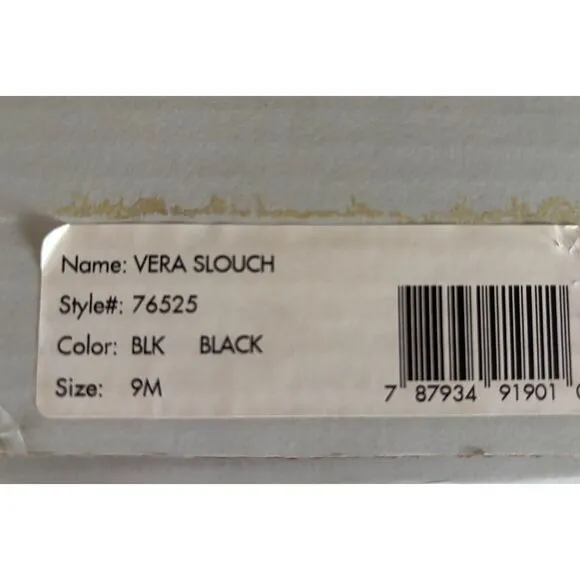 Name: VERA SLOUCH
Style#: 76525
Color: BLK BLACK
Size: 9M
7 87934 91901